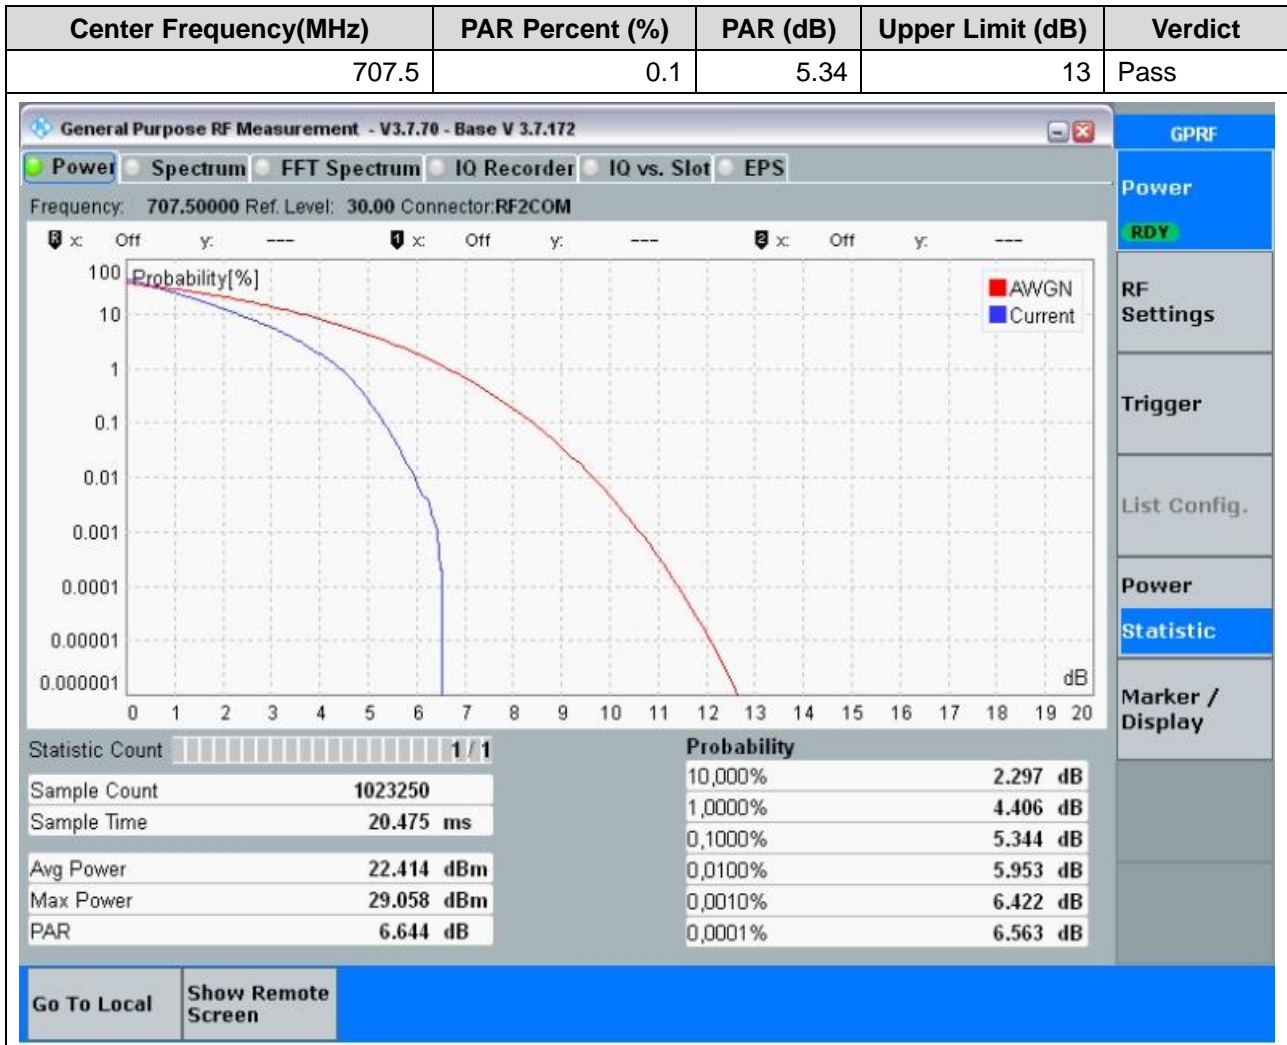 Center Frequency(MHz) PAR Percent (%) PAR (dB) Upper Limit (dB) Verdict
707.5 0.1 5.34 13 Pass
General Purpose RF Measurement - V3.7.70 - Base V 3.7.172
GPRF
Power Spectrum FFT Spectrum IQ Recorder IQ vs. Slot EPS
Power
RDY
Frequency: 707.50000 Ref. Level: 30.00 Connector:RF2COM
R x: Off y: --- 1 x: Off y: --- 2 x: Off y: ---
Probability[%]
AWGN
Current
100
10
1
0.1
0.01
0.001
0.0001
0.00001
0.000001
dB
0 1 2 3 4 5 6 7 8 9 10 11 12 13 14 15 16 17 18 19 20
RF
Settings
Trigger
List Config.
Power
Statistic
Marker /
Display
Statistic Count 1 / 1
Sample Count 1023250
Sample Time 20.475 ms
Avg Power 22.414 dBm
Max Power 29.058 dBm
PAR 6.644 dB
Probability
10,000% 2.297 dB
1,0000% 4.406 dB
0,1000% 5.344 dB
0,0100% 5.953 dB
0,0010% 6.422 dB
0,0001% 6.563 dB
Go To Local
Show Remote
Screen